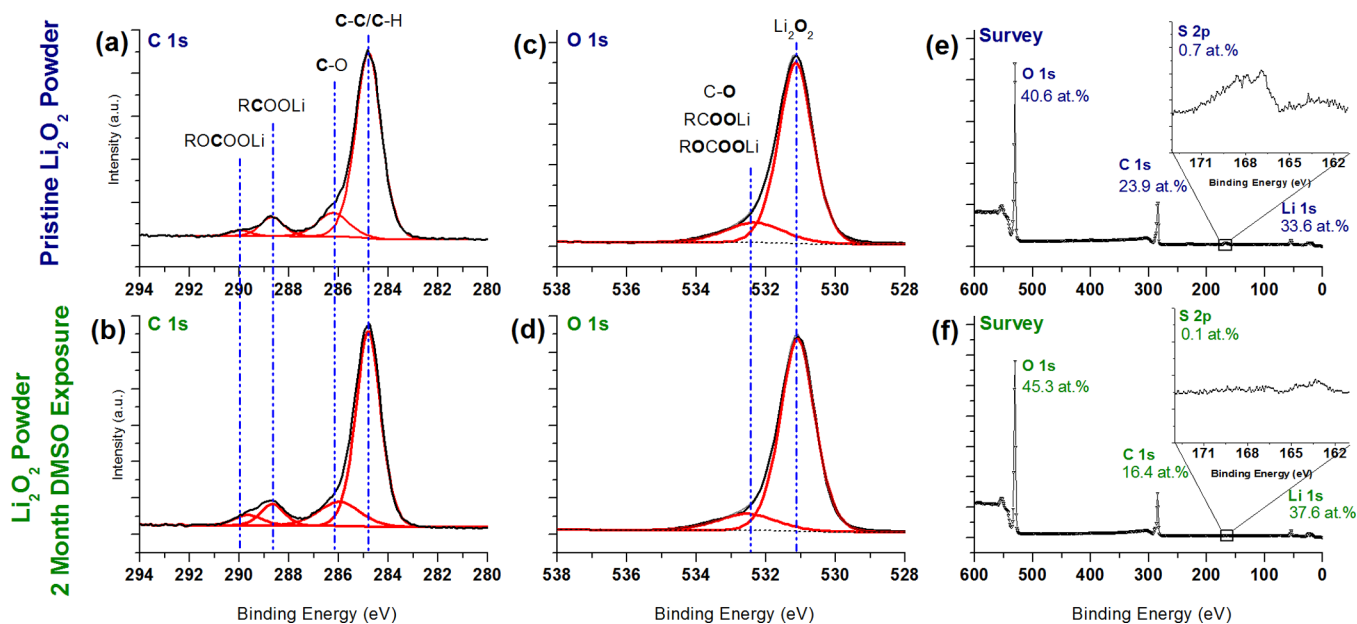 Pristine Li2O2 Powder
(a)
C 1s
C-C/C-H
C-O
RCOOLi
ROCOOLi
Intensity (a.u.)
294 292 290 288 286 284 282 280
(c)
O 1s
Li2O2
C-O
RCOOLi
ROCOOLi
538 536 534 532 530 528
(e)
Survey
O 1s
40.6 at.%
C 1s
23.9 at.%
Li 1s
33.6 at.%
S 2p
0.7 at.%
171 168 165 162
Binding Energy (eV)
600 500 400 300 200 100 0
Li2O2 Powder
2 Month DMSO Exposure
(b)
C 1s
Intensity (a.u.)
294 292 290 288 286 284 282 280
Binding Energy (eV)
(d)
O 1s
538 536 534 532 530 528
Binding Energy (eV)
(f)
Survey
O 1s
45.3 at.%
C 1s
16.4 at.%
Li 1s
37.6 at.%
S 2p
0.1 at.%
171 168 165 162
Binding Energy (eV)
600 500 400 300 200 100 0
Binding Energy (eV)